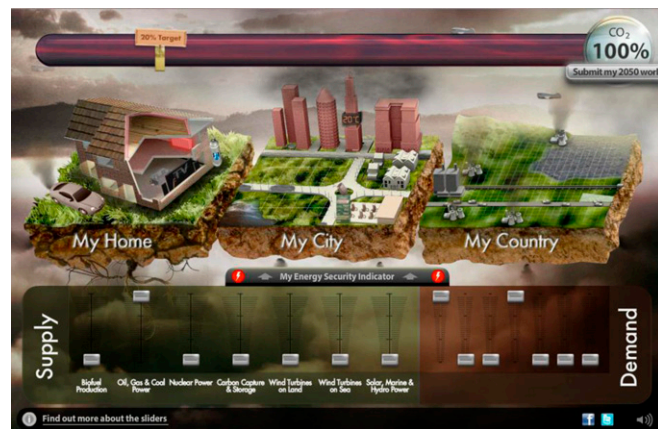 20% Target
CO2
100%
Submit my 2050 worl
20°C
My Home
My City
My Country
My Energy Security Indicator
Supply
Demand
Biofuel
Production
Oil, Gas & Coal
Power
Nuclear Power
Carbon Capture
& Storage
Wind Turbines
on Land
Wind Turbines
on Sea
Solar, Marine &
Hydro Power
i Find out more about the sliders